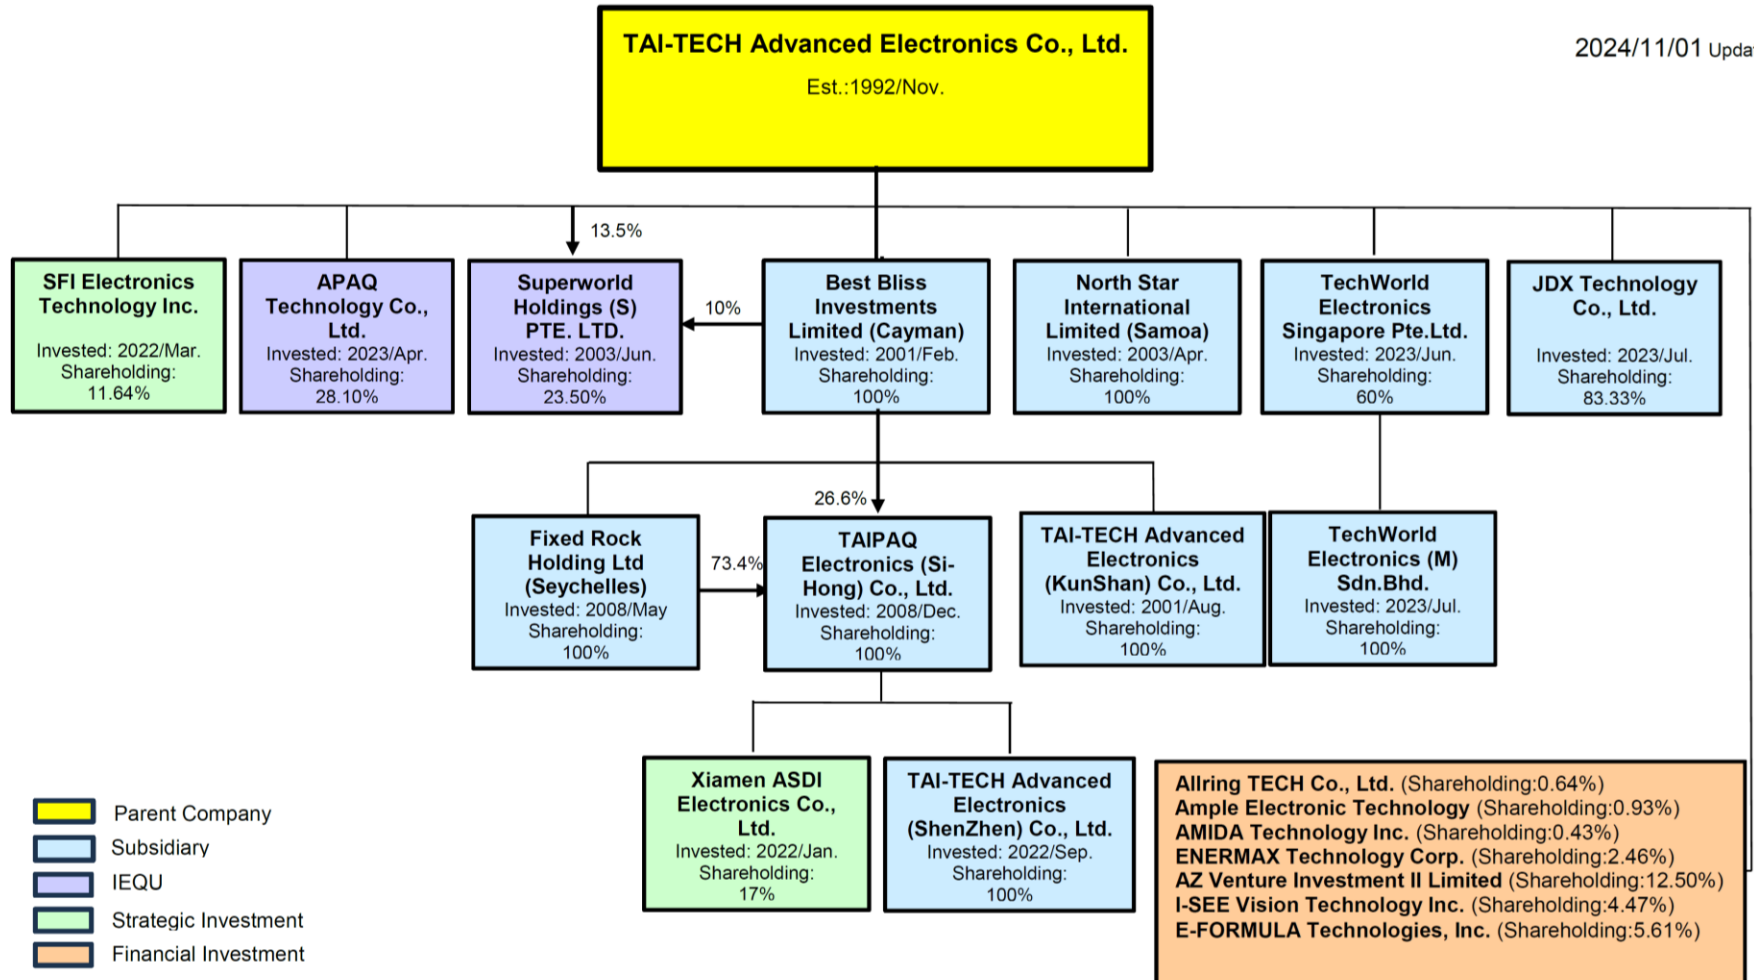 TAI-TECH Advanced Electronics Co., Ltd.
Est.:1992/Nov.
2024/11/01
13.5%
SFI Electronics
Technology Inc.
Invested: 2022/Mar.
Shareholding:
11.64%
APAQ
Technology Co.,
Ltd.
Invested: 2023/Apr.
Shareholding:
28.10%
Superworld
Holdings (S)
PTE. LTD.
Invested: 2003/Jun.
Shareholding:
23.50%
10%
Best Bliss
Investments
Limited (Cayman)
Invested: 2001/Feb.
Shareholding:
100%
North Star
International
Limited (Samoa)
Invested: 2003/Apr.
Shareholding:
100%
TechWorld
Electronics
Singapore Pte.Ltd.
Invested: 2023/Jun.
Shareholding:
60%
JDX Technology
Co., Ltd.
Invested: 2023/Jul.
Shareholding:
83.33%
26.6%
Fixed Rock
Holding Ltd
(Seychelles)
Invested: 2008/May
Shareholding:
100%
73.4%
TAIPAQ
Electronics (Si-
Hong) Co., Ltd.
Invested: 2008/Dec.
Shareholding:
100%
TAI-TECH Advanced
Electronics
(KunShan) Co., Ltd.
Invested: 2001/Aug.
Shareholding:
100%
TechWorld
Electronics (M)
Sdn.Bhd.
Invested: 2023/Jul.
Shareholding:
100%
Xiamen ASDI
Electronics Co.,
Ltd.
Invested: 2022/Jan.
Shareholding:
17%
TAI-TECH Advanced
Electronics
(ShenZhen) Co., Ltd.
Invested: 2022/Sep.
Shareholding:
100%
Allring TECH Co., Ltd. (Shareholding:0.64%)
Ample Electronic Technology (Shareholding:0.93%)
AMIDA Technology Inc. (Shareholding:0.43%)
ENERMAX Technology Corp. (Shareholding:2.46%)
AZ Venture Investment II Limited (Shareholding:12.50%)
I-SEE Vision Technology Inc. (Shareholding:4.47%)
E-FORMULA Technologies, Inc. (Shareholding:5.61%)
Parent Company
Subsidiary
IEQU
Strategic Investment
Financial Investment